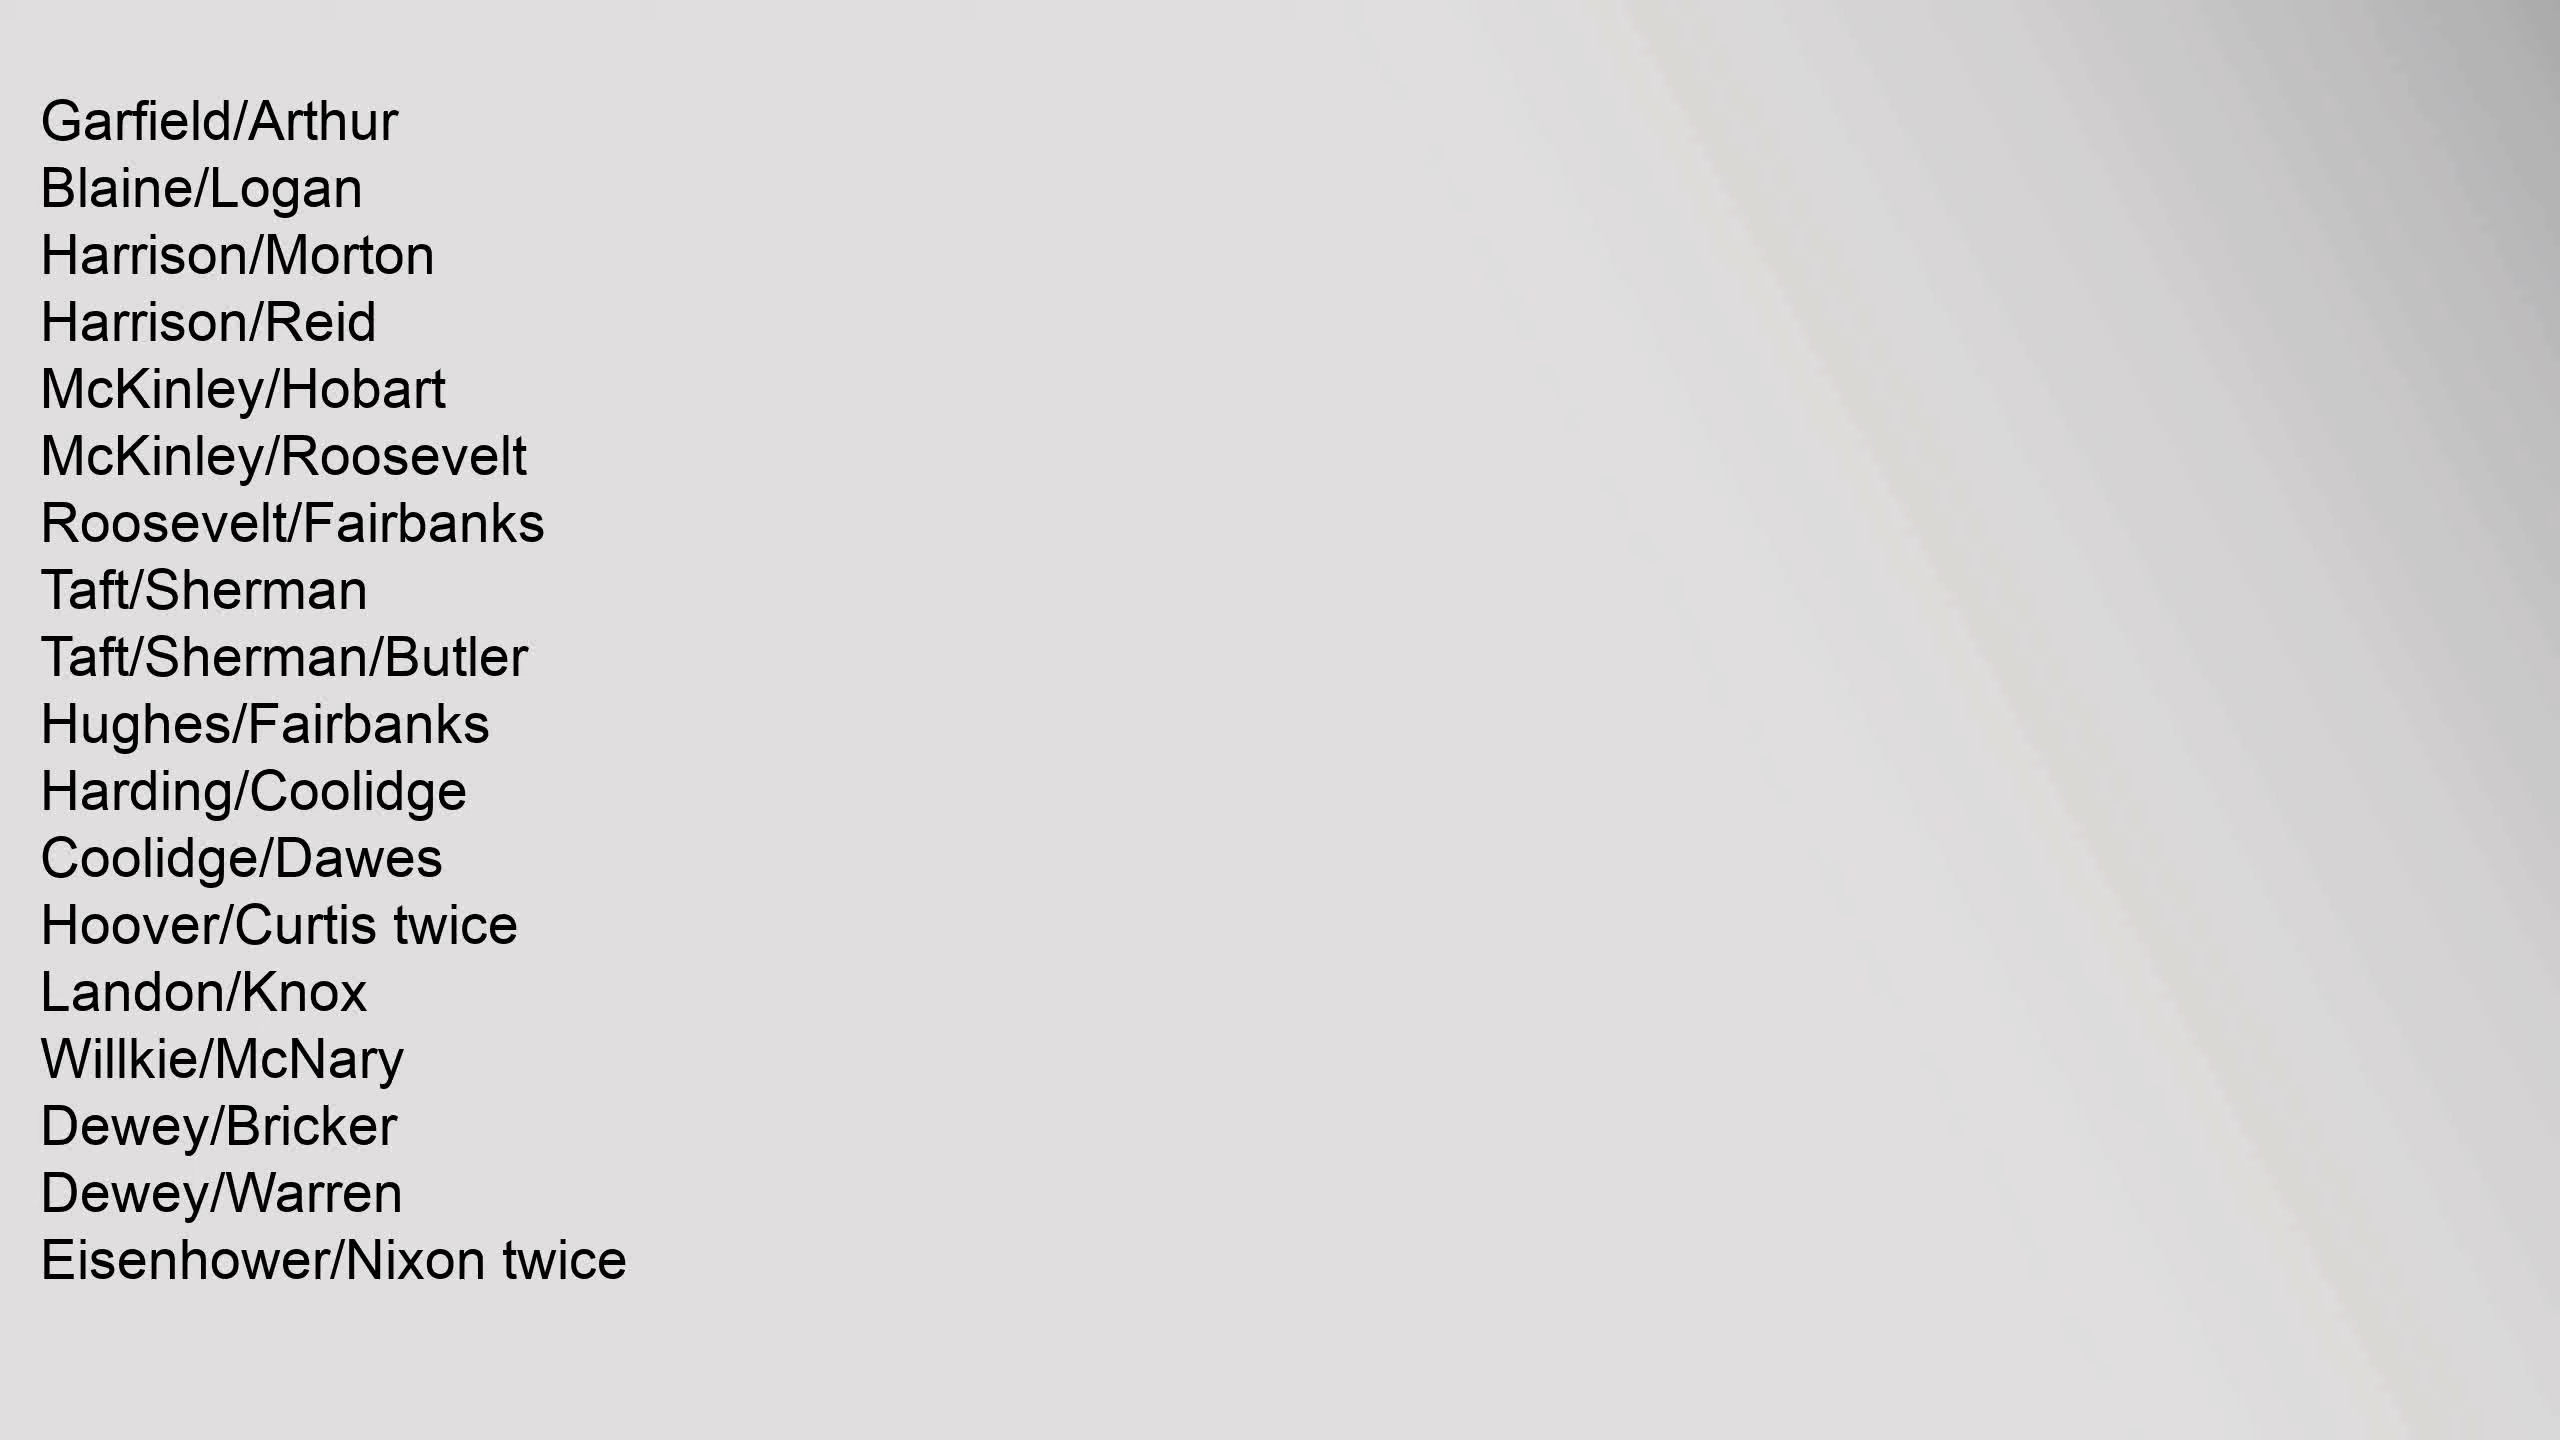 Garfield/Arthur
Blaine/Logan
Harrison/Morton
Harrison/Reid
McKinley/Hobart
McKinley/Roosevelt
Roosevelt/Fairbanks
Taft/Sherman
Taft/Sherman/Butler
Hughes/Fairbanks
Harding/Coolidge
Coolidge/Dawes
Hoover/Curtis twice
Landon/Knox
Willkie/McNary
Dewey/Bricker
Dewey/Warren
Eisenhower/Nixon twice